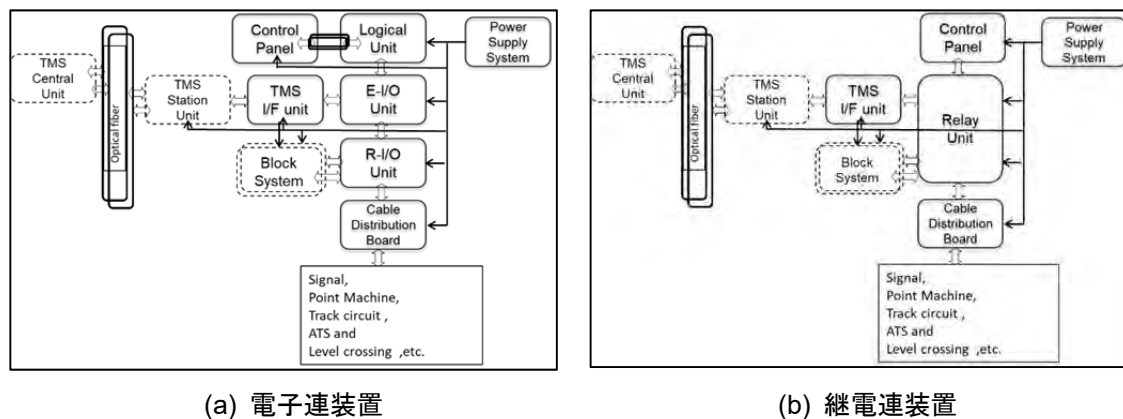 Control
Panel
Logical
Unit
Power
Supply
System
TMS
Central
Unit
Optical fiber
TMS
Station
Unit
TMS
I/F unit
E-I/O
Unit
Block
System
R-I/O
Unit
Cable
Distribution
Board
Signal,
Point Machine,
Track circuit ,
ATS and
Level crossing ,etc.
(a) 電子連装置
Control
Panel
Power
Supply
System
TMS
Central
Unit
Optical fiber
TMS
Station
Unit
TMS
I/F unit
Relay
Unit
Block
System
Cable
Distribution
Board
Signal,
Point Machine,
Track circuit ,
ATS and
Level crossing ,etc.
(b) 継電連装置